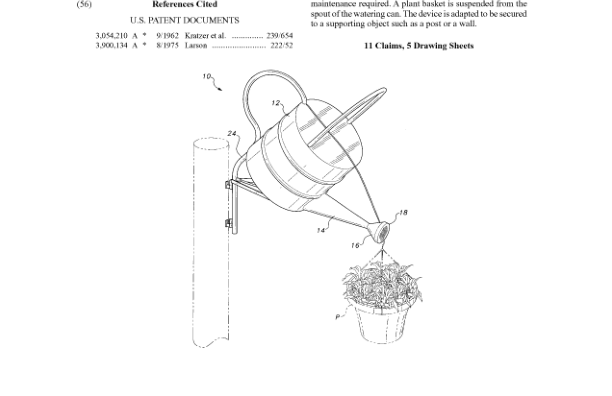 (56)
References Cited
U.S. PATENT DOCUMENTS
3,054,210 A * 9/1962 Kratzer et al. .............. 239/654
3,900,134 A * 8/1975 Larson ........................ 222/52
maintenance required. A plant basket is suspended from the
spout of the watering can. The device is adapted to be secured
to a supporting object such as a post or a wall.
11 Claims, 5 Drawing Sheets
10
12
24
18
14
16
P